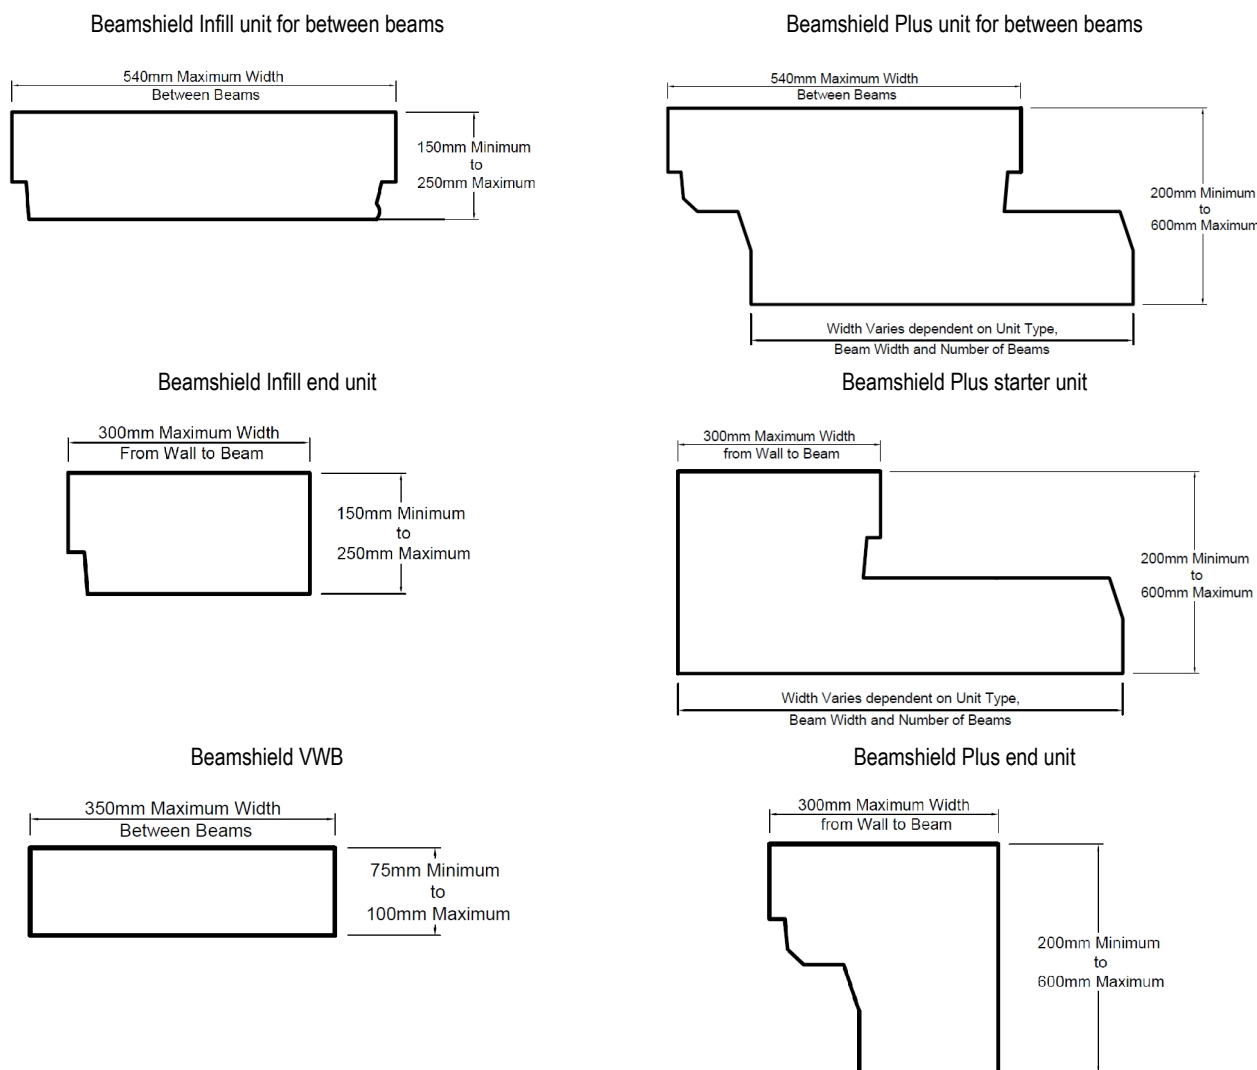 Beamshield Infill unit for between beams
540mm Maximum Width
Between Beams
150mm Minimum
to
250mm Maximum
Beamshield Plus unit for between beams
540mm Maximum Width
Between Beams
200mm Minimum
to
600mm Maximum
Width Varies dependent on Unit Type,
Beam Width and Number of Beams
Beamshield Infill end unit
300mm Maximum Width
From Wall to Beam
150mm Minimum
to
250mm Maximum
Beamshield Plus starter unit
300mm Maximum Width
from Wall to Beam
200mm Minimum
to
600mm Maximum
Width Varies dependent on Unit Type,
Beam Width and Number of Beams
Beamshield VWB
350mm Maximum Width
Between Beams
75mm Minimum
to
100mm Maximum
Beamshield Plus end unit
300mm Maximum Width
from Wall to Beam
200mm Minimum
to
600mm Maximum